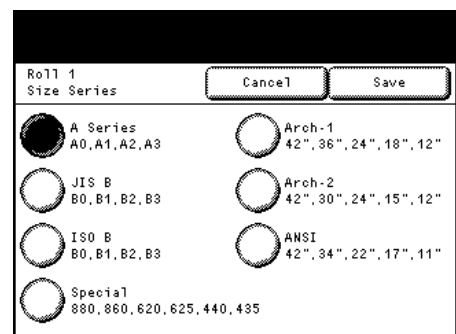 Roll 1
Size Series
Cancel
Save
A Series
A0,A1,A2,A3
JIS B
B0,B1,B2,B3
ISO B
B0,B1,B2,B3
Special
880,860,620,625,440,435
Arch-1
42",36",24",18",12"
Arch-2
42",30",24",15",12"
ANSI
42",34",22",17",11"